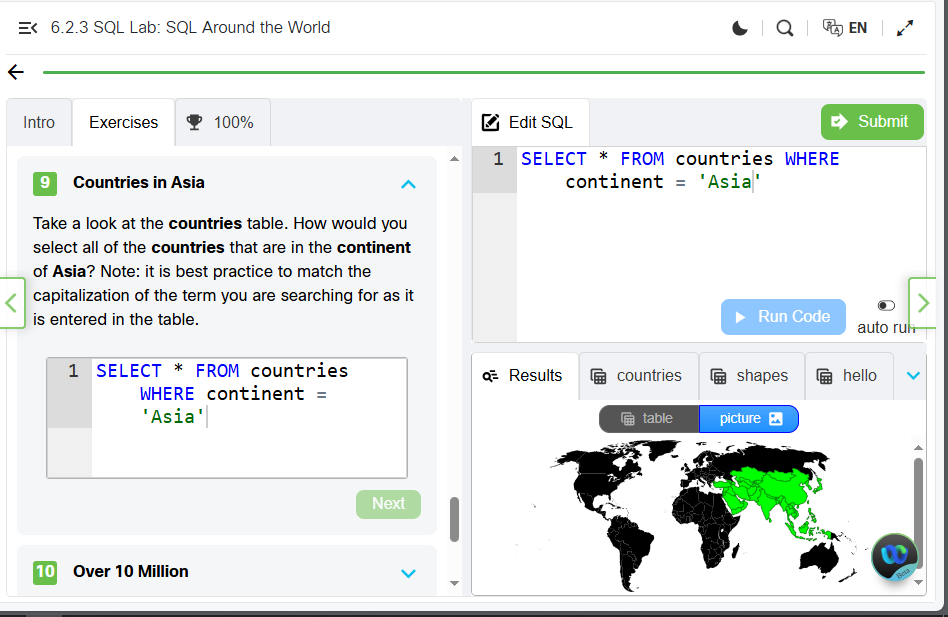 6.2.3 SQL Lab: SQL Around the World
EN
Intro
Exercises
100%
9
Countries in Asia
Take a look at the countries table. How would you
select all of the countries that are in the continent
of Asia? Note: it is best practice to match the
capitalization of the term you are searching for as it
is entered in the table.
1
SELECT * FROM countries
WHERE continent =
'Asia'
Next
10
Over 10 Million
Edit SQL
Submit
1
SELECT * FROM countries WHERE
continent = 'Asia'
Run Code
auto run
Results
countries
shapes
hello
table
picture
Beta